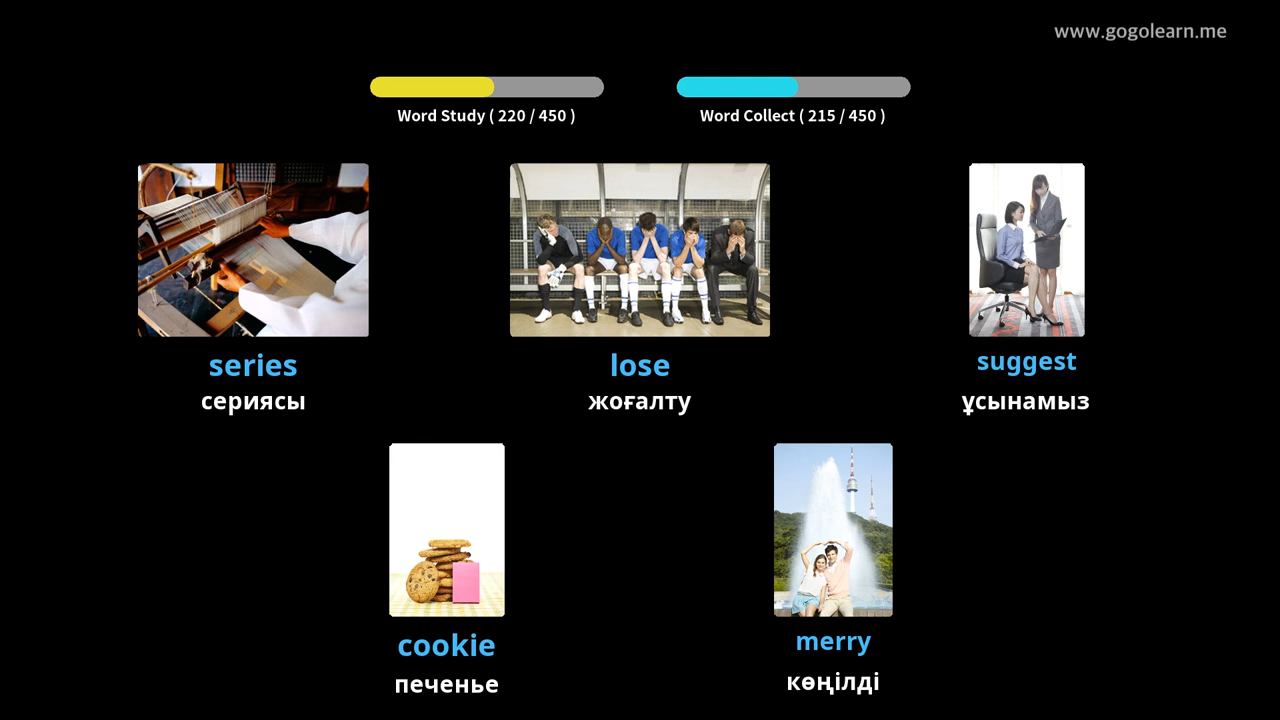 www.gogolearn.me
Word Study ( 220 / 450 )
Word Collect ( 215 / 450 )
series
сериясы
lose
жоғалту
suggest
ұсынамыз
cookie
печенье
merry
көңілді